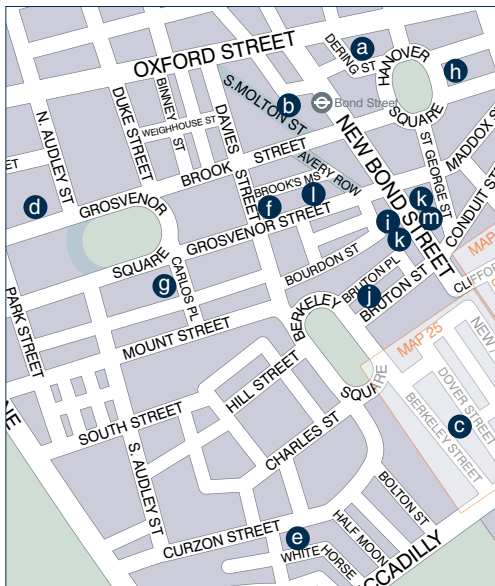 OXFORD STREET
DERING ST
a
HANOVER
SQUARE
h
N. AUDLEY ST
DUKE STREET
BINNEY ST
WEIGHHOUSE ST
DAVIES STREET
S.MOLTON ST
b
Bond Street
NEW BOND STREET
ST GEORGE ST
MADDOX ST
BROOK STREET
AVERY ROW
BROOK'S MS
CONDUIT ST
d
f
l
k
m
i
k
GROSVENOR
SQUARE
GROSVENOR STREET
CARLOS PL
g
BOURDON ST
BRUTON PL
j
BRUTON ST
CLIFFORD
MAP
PARK STREET
MOUNT STREET
BERKELEY
SQUARE
MAP 25
NEW
DOVER STREET
BERKELEY STREET
c
HILL STREET
SOUTH STREET
S. AUDLEY ST
CHARLES ST
BOLTON ST
HALF MOON
CURZON STREET
e
WHITE HORSE
NE
CCADILLY